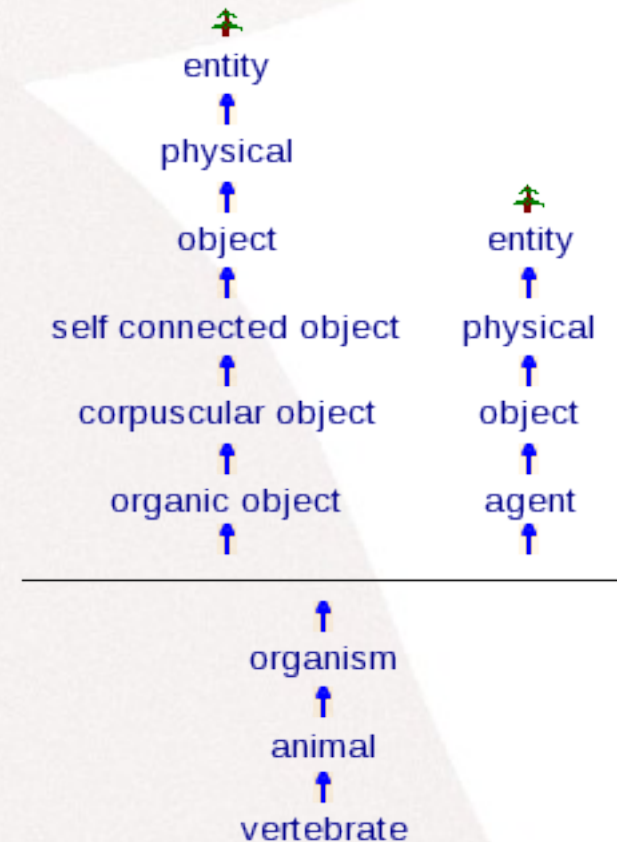 entity
physical
object
self connected object
corpuscular object
organic object
entity
physical
object
agent
organism
animal
vertebrate